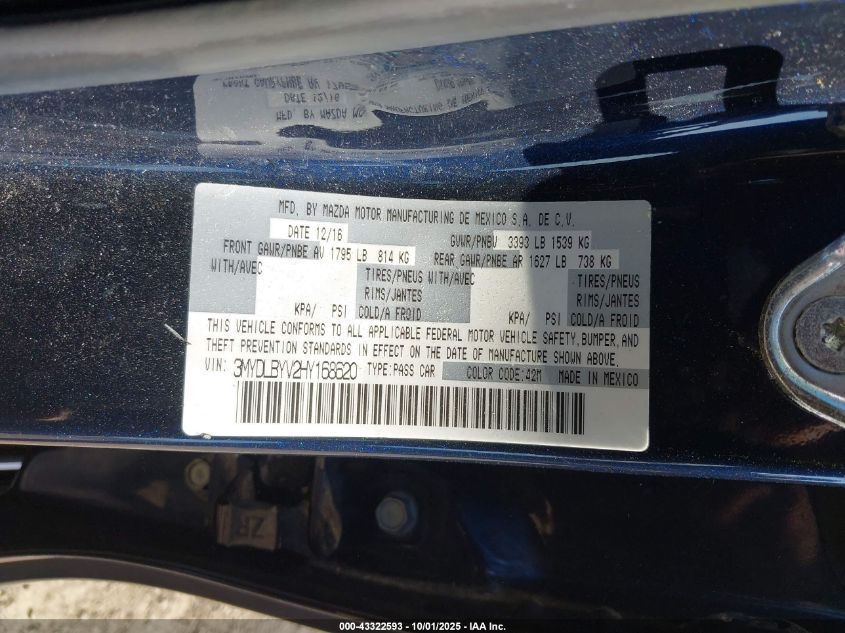 MFD. BY MAZDA MOTOR MANUFACTURING DE MEXICO S.A. DE C.V.
DATE 12/16 GVWR/PNBV 3393 LB 1539 KG
FRONT GAWR/PNBE AV 1795 LB 814 KG REAR GAWR/PNBE AR 1627 LB 738 KG
WITH/AVEC TIRES/PNEUS WITH/AVEC TIRES/PNEUS
RIMS/JANTES RIMS/JANTES
KPA/ PSI COLD/A FROID KPA/ PSI COLD/A FROID
THIS VEHICLE CONFORMS TO ALL APPLICABLE FEDERAL MOTOR VEHICLE SAFETY, BUMPER, AND
THEFT PREVENTION STANDARDS IN EFFECT ON THE DATE OF MANUFACTURE SHOWN ABOVE.
VIN: 3MYDLBYV2HY168620 TYPE:PASS CAR COLOR CODE:42M MADE IN MEXICO
ZR
000-43322593 - 10/01/2025 - IAA Inc.